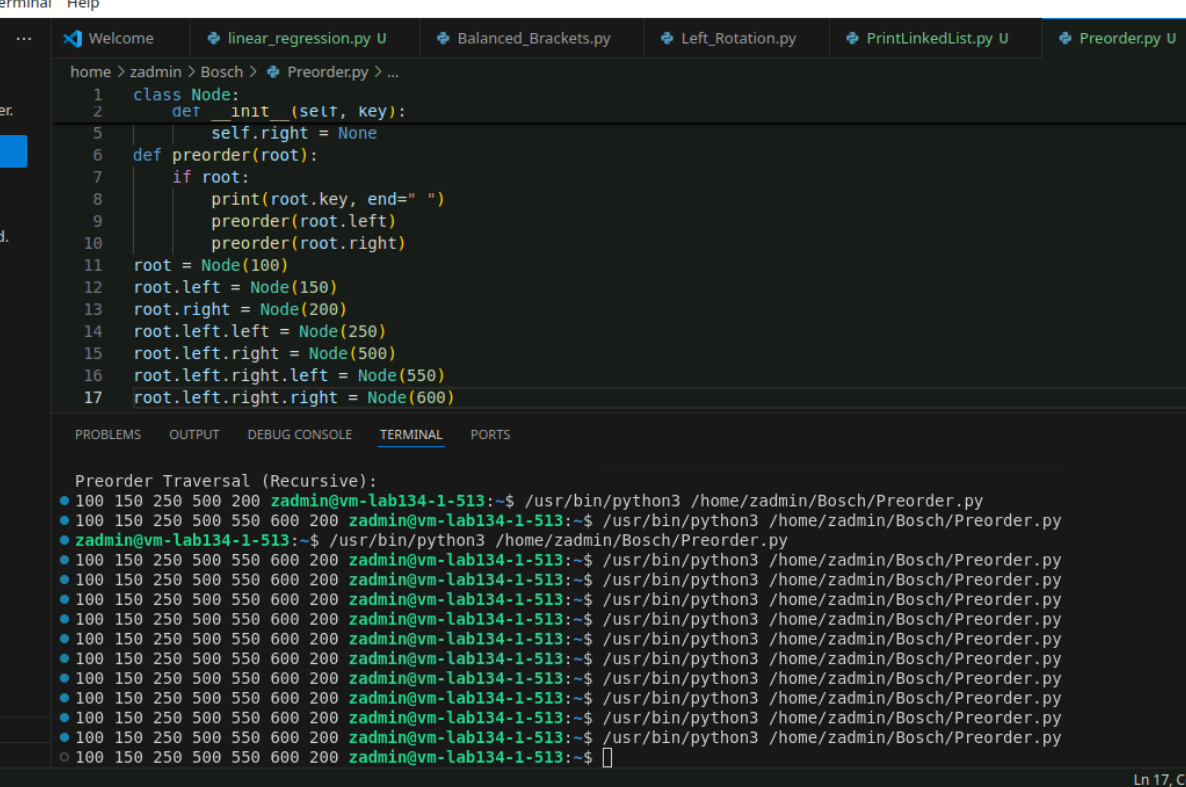 Terminal Help
... Welcome linear_regression.py U Balanced_Brackets.py Left_Rotation.py PrintLinkedList.py U Preorder.py U
home > zadmin > Bosch > Preorder.py > ...
er.
d.
1 class Node:
2 def __init__(self, key):
5 self.right = None
6 def preorder(root):
7 if root:
8 print(root.key, end=" ")
9 preorder(root.left)
10 preorder(root.right)
11 root = Node(100)
12 root.left = Node(150)
13 root.right = Node(200)
14 root.left.left = Node(250)
15 root.left.right = Node(500)
16 root.left.right.left = Node(550)
17 root.left.right.right = Node(600)
PROBLEMS OUTPUT DEBUG CONSOLE TERMINAL PORTS
Preorder Traversal (Recursive):
100 150 250 500 200 zadmin@vm-lab134-1-513:~$ /usr/bin/python3 /home/zadmin/Bosch/Preorder.py
100 150 250 500 550 600 200 zadmin@vm-lab134-1-513:~$ /usr/bin/python3 /home/zadmin/Bosch/Preorder.py
zadmin@vm-lab134-1-513:~$ /usr/bin/python3 /home/zadmin/Bosch/Preorder.py
100 150 250 500 550 600 200 zadmin@vm-lab134-1-513:~$ /usr/bin/python3 /home/zadmin/Bosch/Preorder.py
100 150 250 500 550 600 200 zadmin@vm-lab134-1-513:~$ /usr/bin/python3 /home/zadmin/Bosch/Preorder.py
100 150 250 500 550 600 200 zadmin@vm-lab134-1-513:~$ /usr/bin/python3 /home/zadmin/Bosch/Preorder.py
100 150 250 500 550 600 200 zadmin@vm-lab134-1-513:~$ /usr/bin/python3 /home/zadmin/Bosch/Preorder.py
100 150 250 500 550 600 200 zadmin@vm-lab134-1-513:~$ /usr/bin/python3 /home/zadmin/Bosch/Preorder.py
100 150 250 500 550 600 200 zadmin@vm-lab134-1-513:~$ /usr/bin/python3 /home/zadmin/Bosch/Preorder.py
100 150 250 500 550 600 200 zadmin@vm-lab134-1-513:~$ /usr/bin/python3 /home/zadmin/Bosch/Preorder.py
100 150 250 500 550 600 200 zadmin@vm-lab134-1-513:~$ /usr/bin/python3 /home/zadmin/Bosch/Preorder.py
100 150 250 500 550 600 200 zadmin@vm-lab134-1-513:~$ /usr/bin/python3 /home/zadmin/Bosch/Preorder.py
100 150 250 500 550 600 200 zadmin@vm-lab134-1-513:~$ /usr/bin/python3 /home/zadmin/Bosch/Preorder.py
100 150 250 500 550 600 200 zadmin@vm-lab134-1-513:~$
Ln 17, C